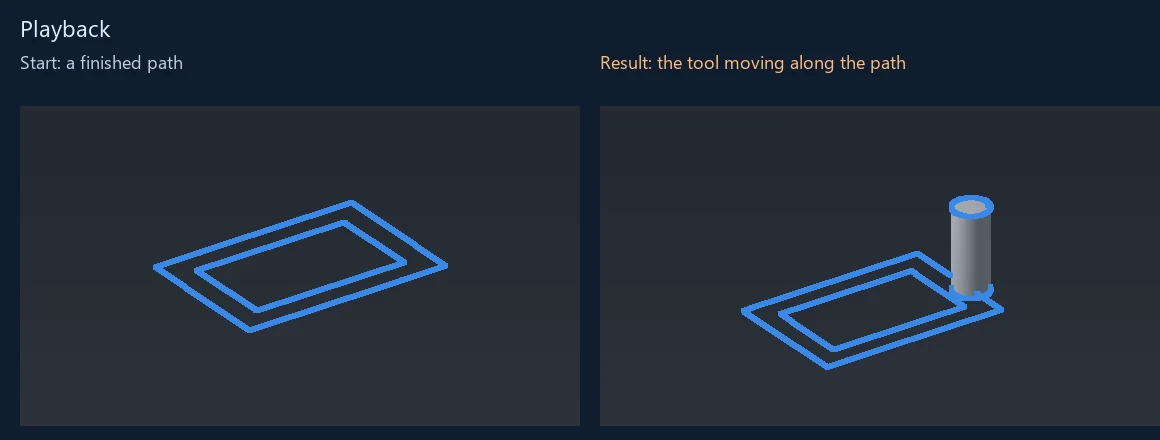 Playback
Start: a finished path
Result: the tool moving along the path